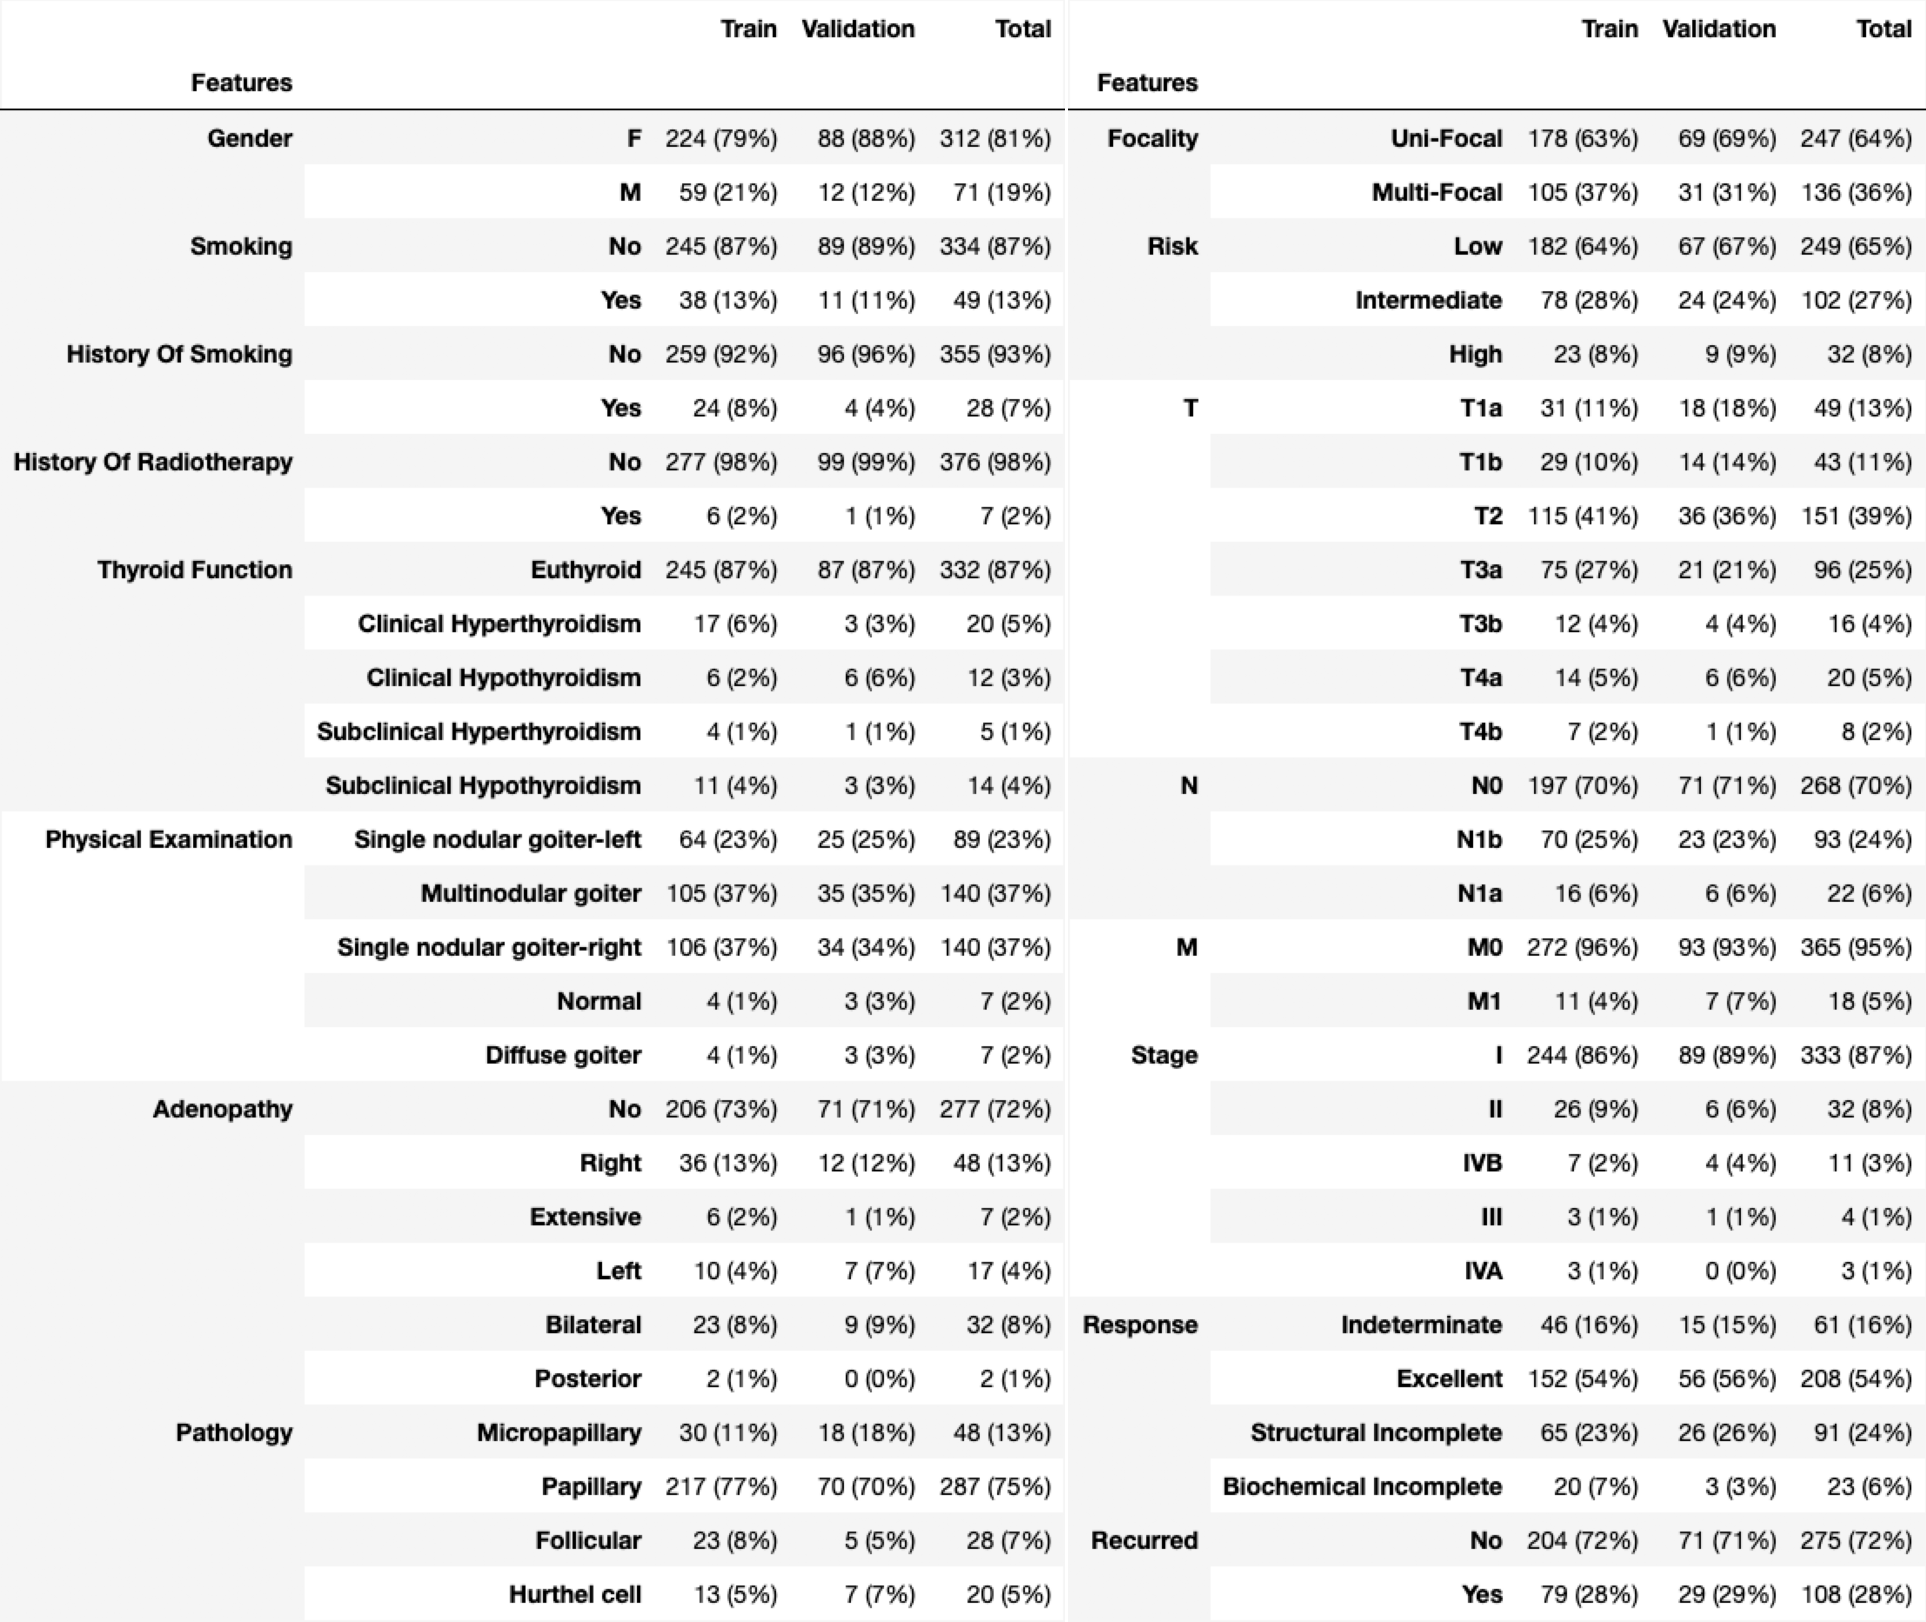 Train Validation Total
Features
Gender F 224 (79%) 88 (88%) 312 (81%)
M 59 (21%) 12 (12%) 71 (19%)
Smoking No 245 (87%) 89 (89%) 334 (87%)
Yes 38 (13%) 11 (11%) 49 (13%)
History Of Smoking No 259 (92%) 96 (96%) 355 (93%)
Yes 24 (8%) 4 (4%) 28 (7%)
History Of Radiotherapy No 277 (98%) 99 (99%) 376 (98%)
Yes 6 (2%) 1 (1%) 7 (2%)
Thyroid Function Euthyroid 245 (87%) 87 (87%) 332 (87%)
Clinical Hyperthyroidism 17 (6%) 3 (3%) 20 (5%)
Clinical Hypothyroidism 6 (2%) 6 (6%) 12 (3%)
Subclinical Hyperthyroidism 4 (1%) 1 (1%) 5 (1%)
Subclinical Hypothyroidism 11 (4%) 3 (3%) 14 (4%)
Physical Examination Single nodular goiter-left 64 (23%) 25 (25%) 89 (23%)
Multinodular goiter 105 (37%) 35 (35%) 140 (37%)
Single nodular goiter-right 106 (37%) 34 (34%) 140 (37%)
Normal 4 (1%) 3 (3%) 7 (2%)
Diffuse goiter 4 (1%) 3 (3%) 7 (2%)
Adenopathy No 206 (73%) 71 (71%) 277 (72%)
Right 36 (13%) 12 (12%) 48 (13%)
Extensive 6 (2%) 1 (1%) 7 (2%)
Left 10 (4%) 7 (7%) 17 (4%)
Bilateral 23 (8%) 9 (9%) 32 (8%)
Posterior 2 (1%) 0 (0%) 2 (1%)
Pathology Micropapillary 30 (11%) 18 (18%) 48 (13%)
Papillary 217 (77%) 70 (70%) 287 (75%)
Follicular 23 (8%) 5 (5%) 28 (7%)
Hurthel cell 13 (5%) 7 (7%) 20 (5%)
Train Validation Total
Features
Focality Uni-Focal 178 (63%) 69 (69%) 247 (64%)
Multi-Focal 105 (37%) 31 (31%) 136 (36%)
Risk Low 182 (64%) 67 (67%) 249 (65%)
Intermediate 78 (28%) 24 (24%) 102 (27%)
High 23 (8%) 9 (9%) 32 (8%)
T T1a 31 (11%) 18 (18%) 49 (13%)
T1b 29 (10%) 14 (14%) 43 (11%)
T2 115 (41%) 36 (36%) 151 (39%)
T3a 75 (27%) 21 (21%) 96 (25%)
T3b 12 (4%) 4 (4%) 16 (4%)
T4a 14 (5%) 6 (6%) 20 (5%)
T4b 7 (2%) 1 (1%) 8 (2%)
N N0 197 (70%) 71 (71%) 268 (70%)
N1b 70 (25%) 23 (23%) 93 (24%)
N1a 16 (6%) 6 (6%) 22 (6%)
M M0 272 (96%) 93 (93%) 365 (95%)
M1 11 (4%) 7 (7%) 18 (5%)
Stage I 244 (86%) 89 (89%) 333 (87%)
II 26 (9%) 6 (6%) 32 (8%)
IVB 7 (2%) 4 (4%) 11 (3%)
III 3 (1%) 1 (1%) 4 (1%)
IVA 3 (1%) 0 (0%) 3 (1%)
Response Indeterminate 46 (16%) 15 (15%) 61 (16%)
Excellent 152 (54%) 56 (56%) 208 (54%)
Structural Incomplete 65 (23%) 26 (26%) 91 (24%)
Biochemical Incomplete 20 (7%) 3 (3%) 23 (6%)
Recurred No 204 (72%) 71 (71%) 275 (72%)
Yes 79 (28%) 29 (29%) 108 (28%)